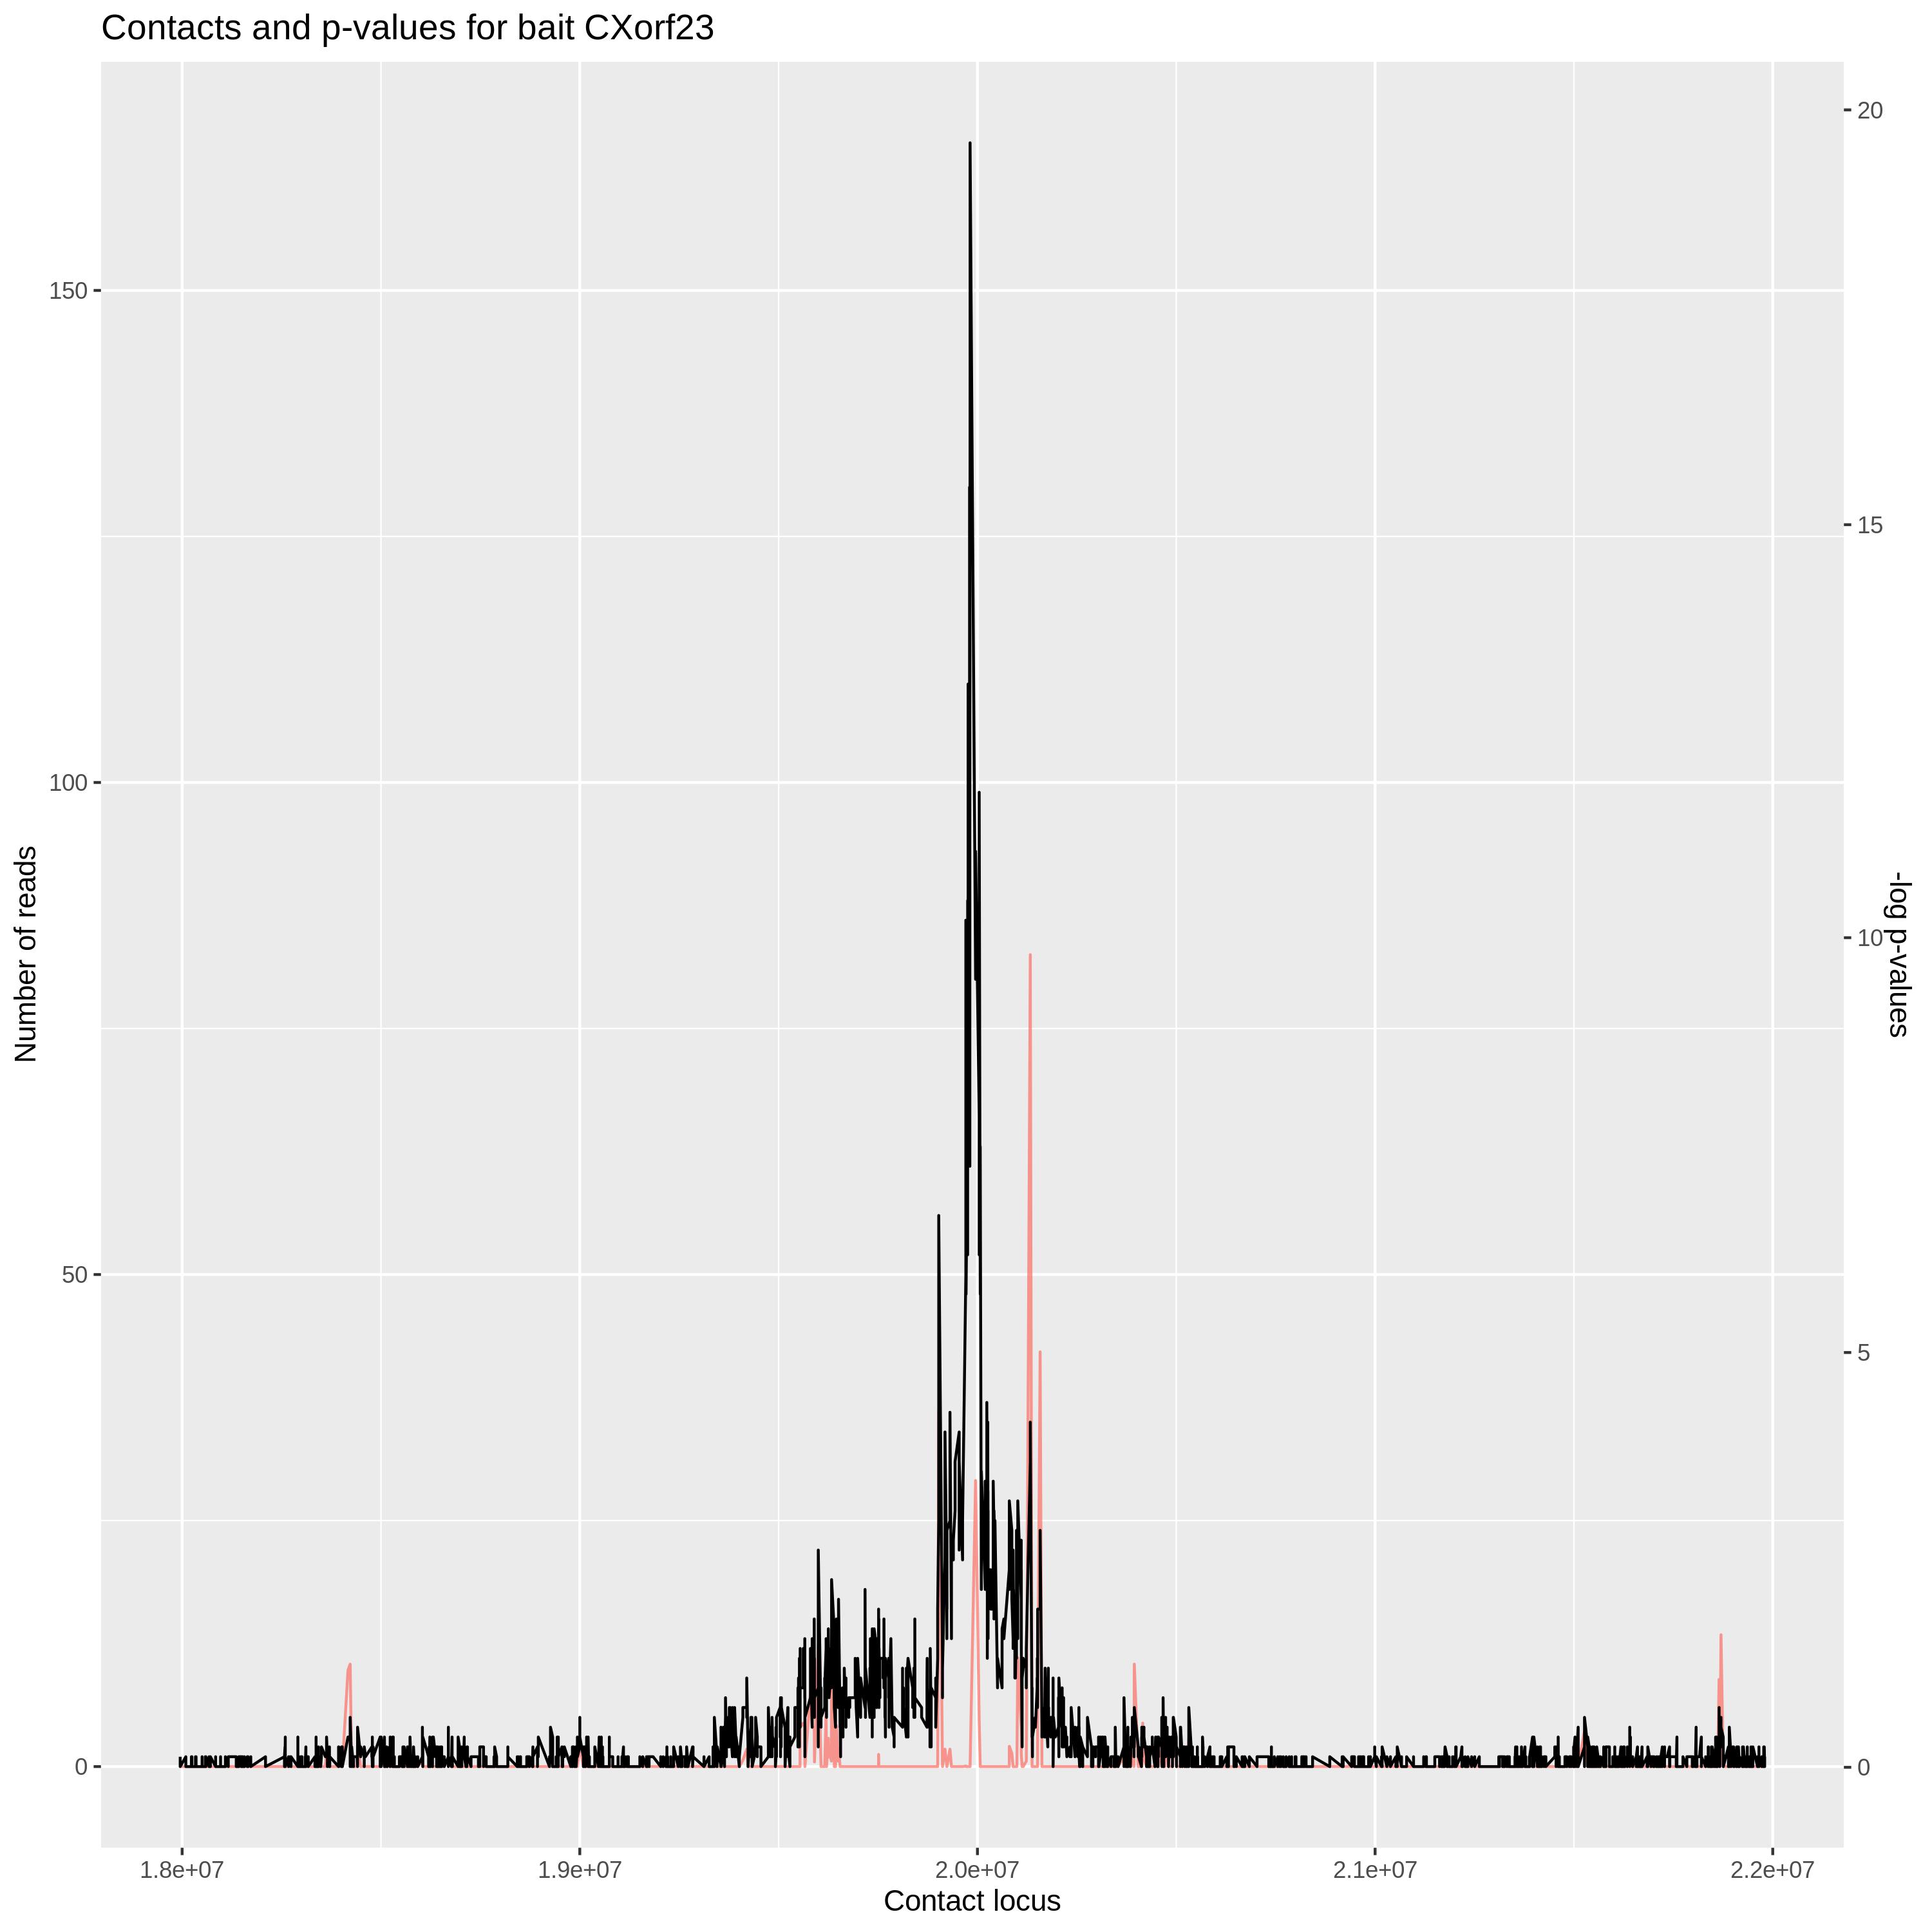 Contacts and p-values for bait CXorf23
150
100
50
0
Number of reads
20
15
10
5
0
-log p-values
1.8e+07 1.9e+07 2.0e+07 2.1e+07 2.2e+07
Contact locus